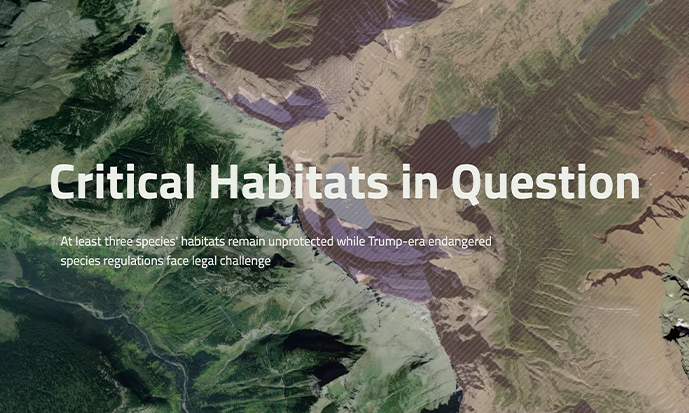 Critical Habitats in Question
At least three species' habitats remain unprotected while Trump-era endangered
species regulations face legal challenge